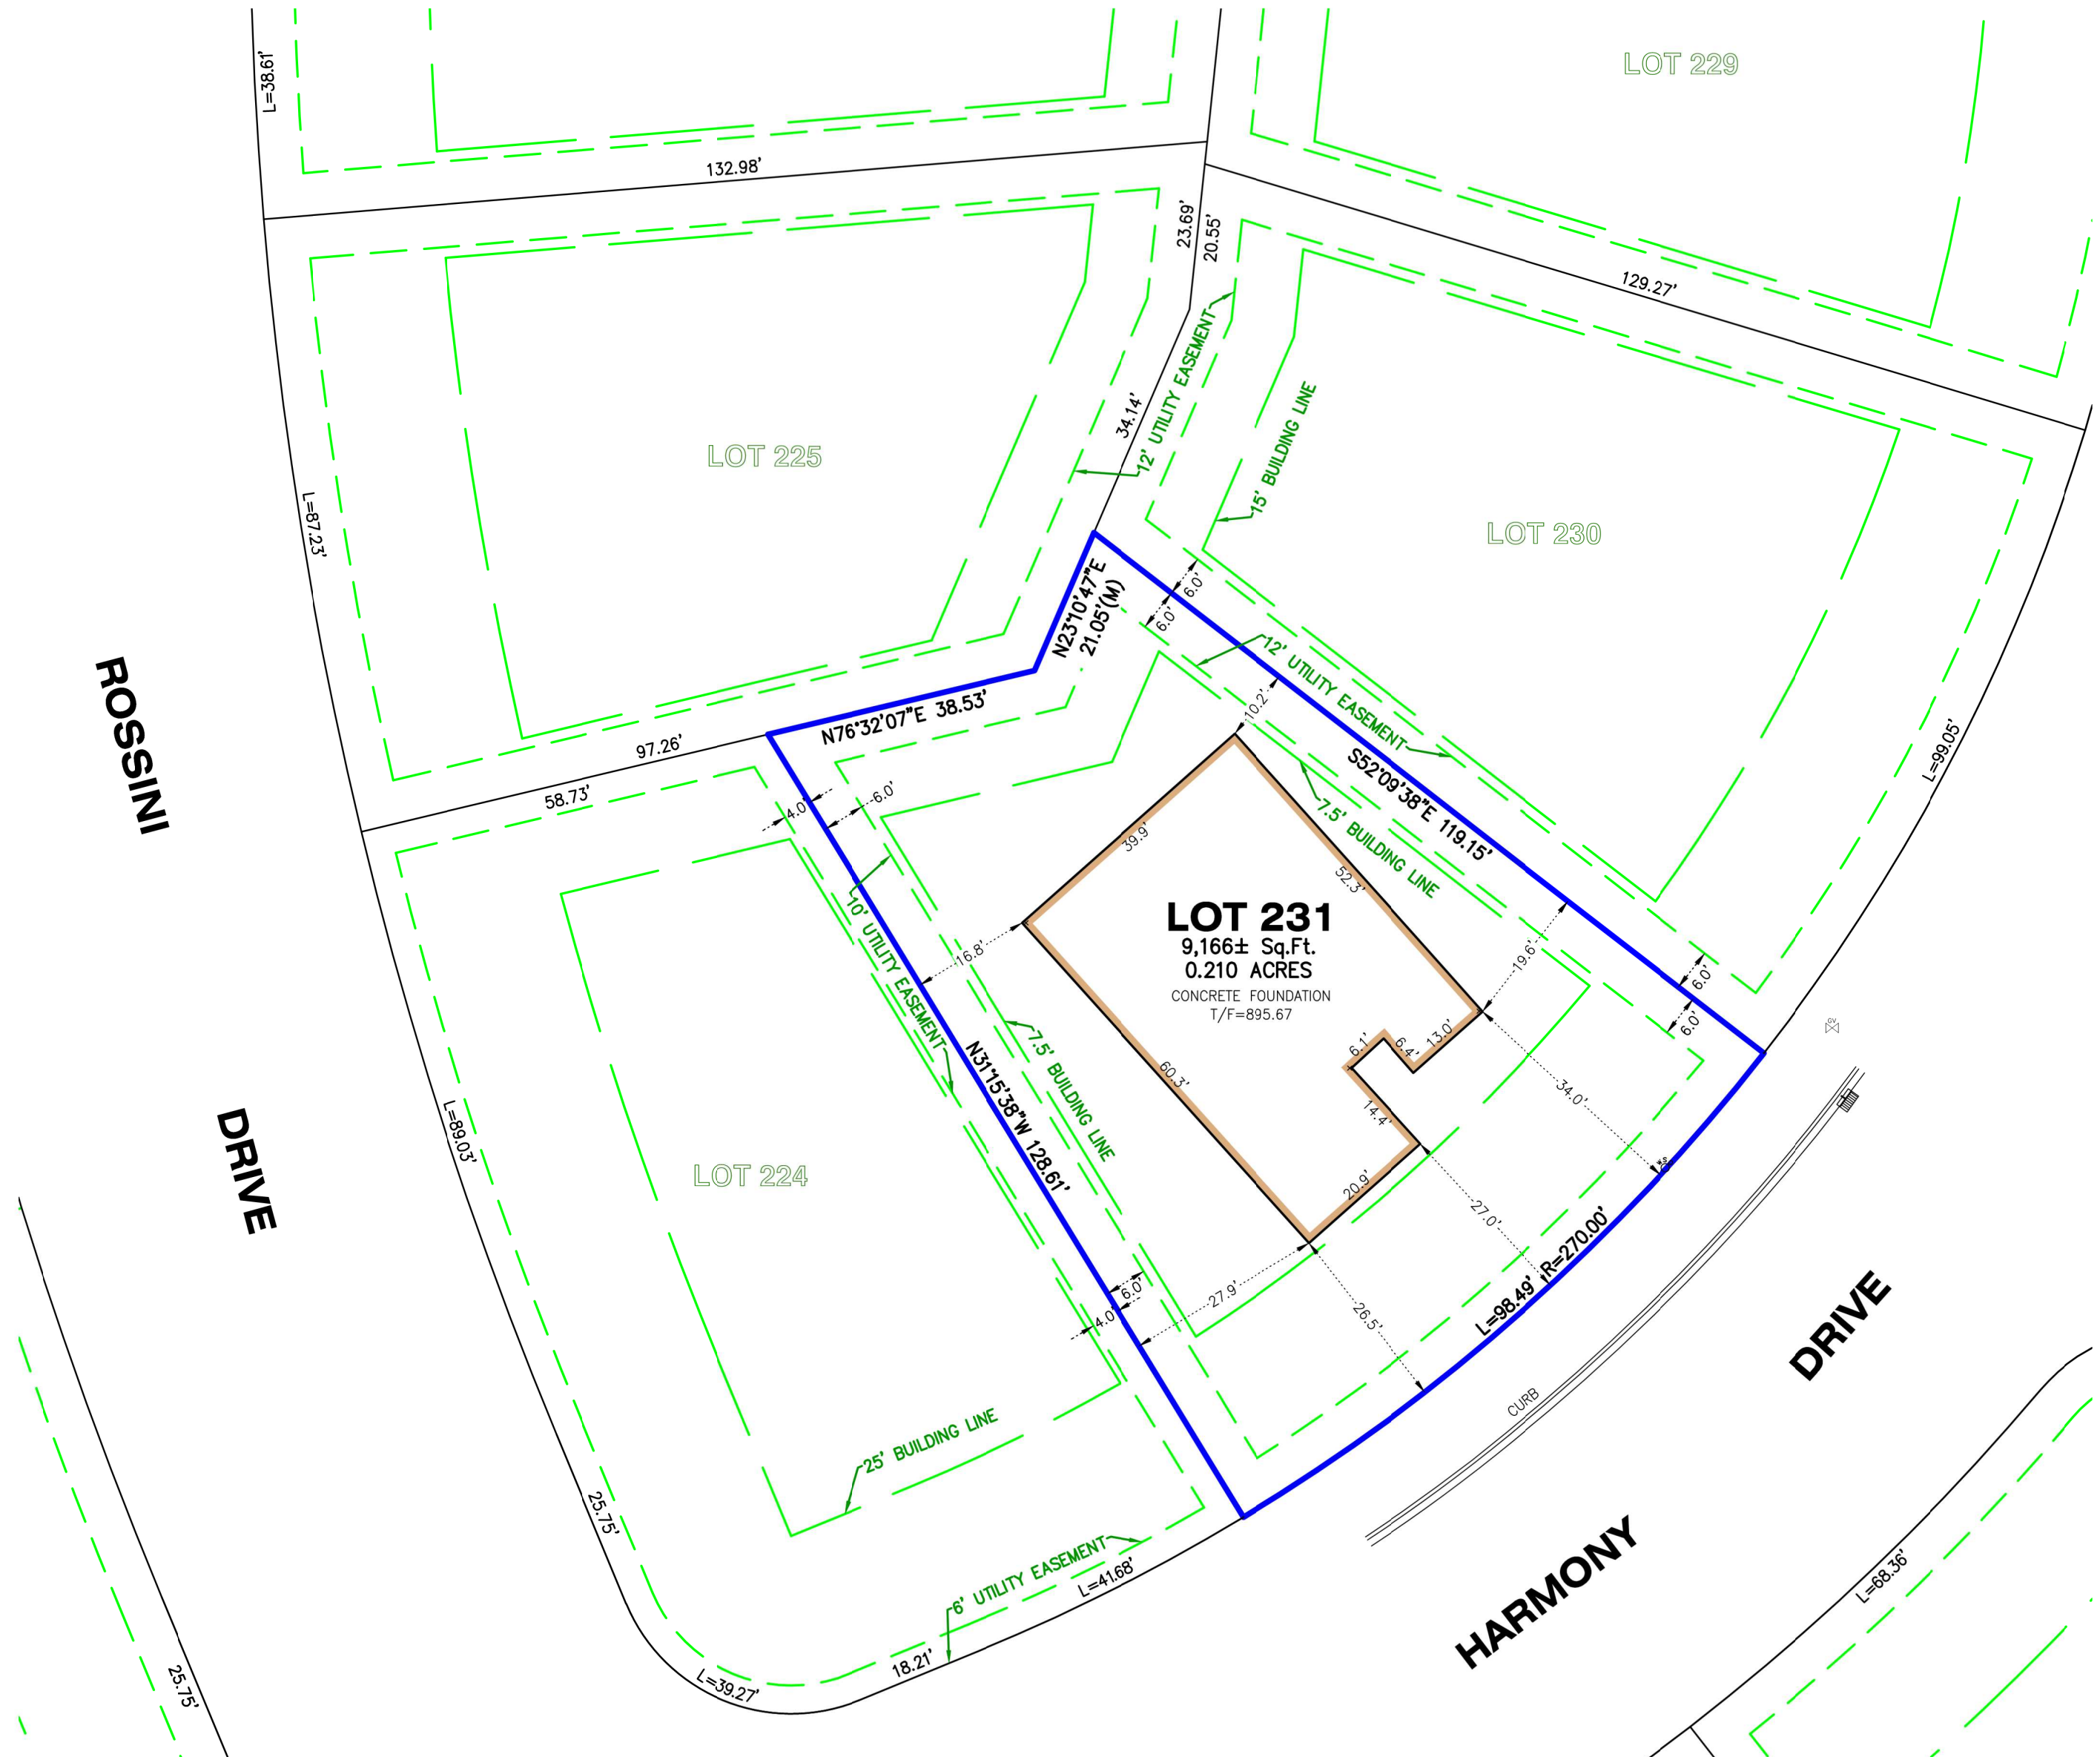 L=38.61'
LOT 229
132.98'
23.69'
20.55'
129.27'
12' UTILITY EASEMENT
34.14'
15' BUILDING LINE
LOT 225
LOT 230
L=87.23'
N23°10'47"E
21.05'(M)
6.0'
6.0'
12' UTILITY EASEMENT
ROSSINI
N76°32'07"E 38.53'
10.2'
97.26'
58.73'
S52°09'38"E 119.15'
L=99.05'
4.0'
6.0'
7.5' BUILDING LINE
39.9'
52.3'
10' UTILITY EASEMENT
LOT 231
9,166± Sq.Ft.
0.210 ACRES
CONCRETE FOUNDATION
T/F=895.67
16.8'
19.6'
6.0'
6.0'
GV
7.5' BUILDING LINE
N31°15'38"W 128.61'
6.1'
6.4'
13.0'
60.3'
14.4'
34.0'
DRIVE
L=89.03'
LOT 224
20.9'
27.0'
6.0'
4.0'
27.9'
26.5'
L=98.49' R=270.00'
DRIVE
CURB
25' BUILDING LINE
25.75'
6' UTILITY EASEMENT
L=41.68'
HARMONY
L=68.36'
18.21'
L=39.27'
25.75'